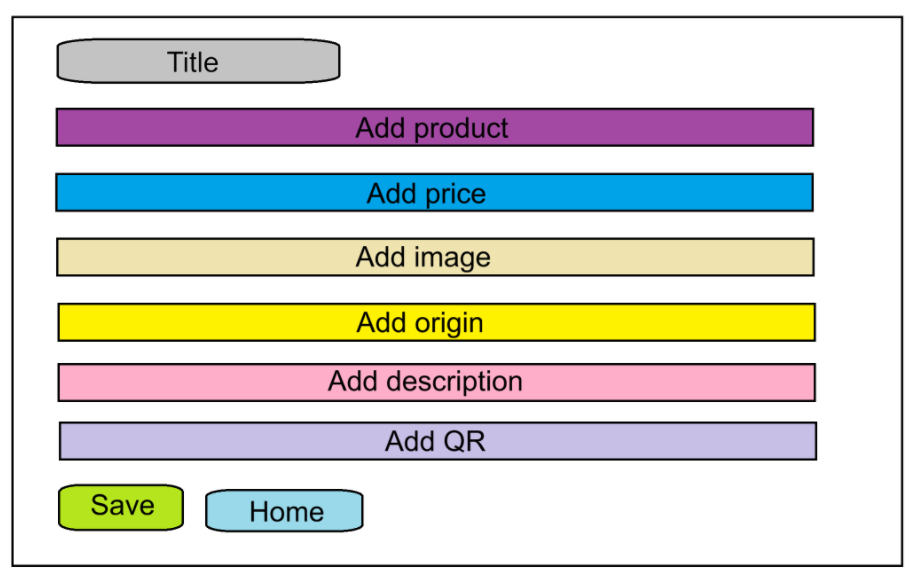 Title
Add product
Add price
Add image
Add origin
Add description
Add QR
Save
Home